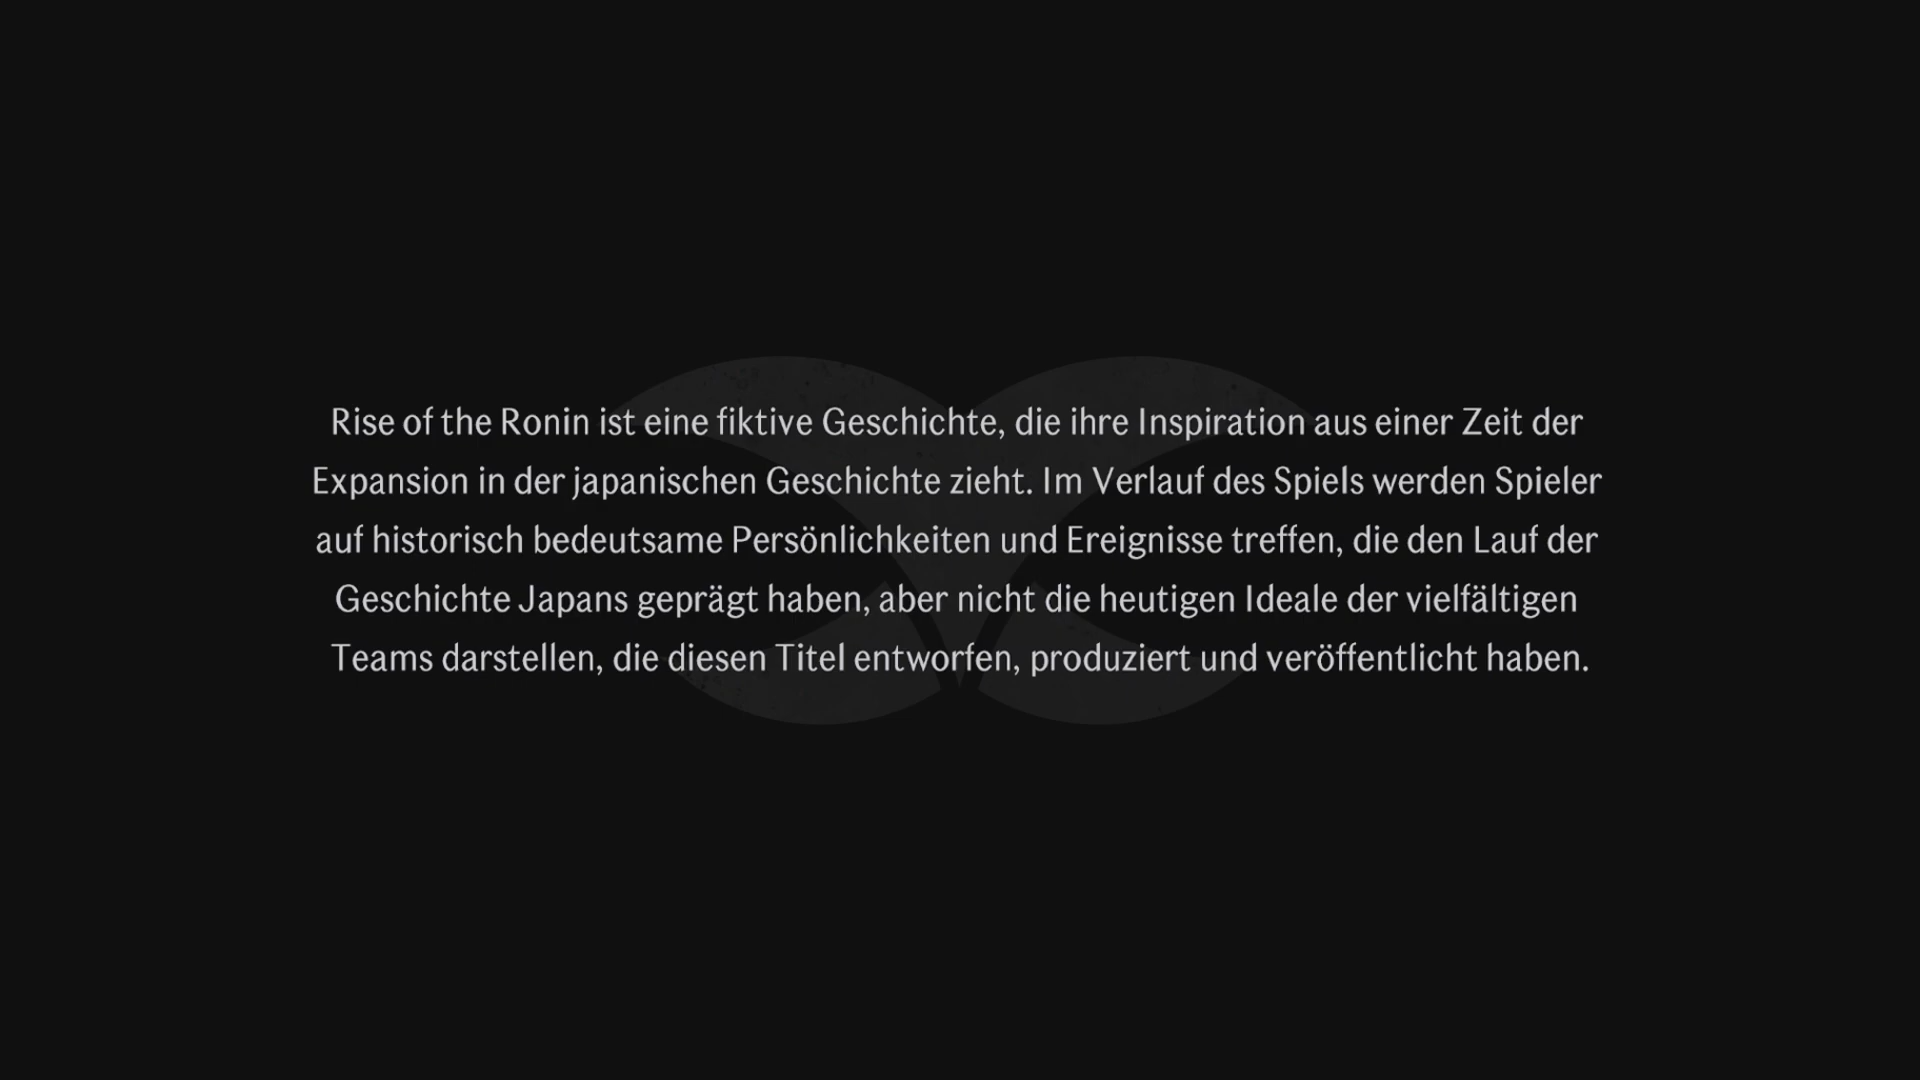 Rise of the Ronin ist eine fiktive Geschichte, die ihre Inspiration aus einer Zeit der
Expansion in der japanischen Geschichte zieht. Im Verlauf des Spiels werden Spieler
auf historisch bedeutsame Persönlichkeiten und Ereignisse treffen, die den Lauf der
Geschichte Japans geprägt haben, aber nicht die heutigen Ideale der vielfältigen
Teams darstellen, die diesen Titel entworfen, produziert und veröffentlicht haben.